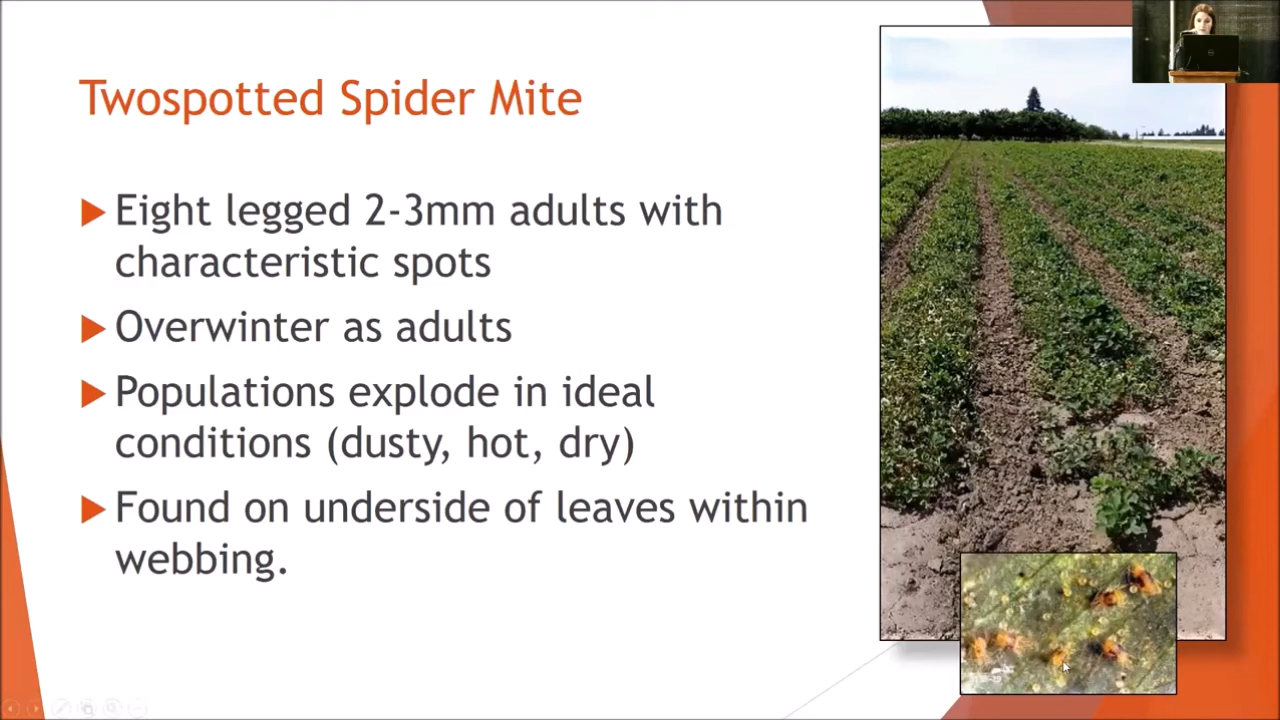 Twospotted Spider Mite
Eight legged 2-3mm adults with
characteristic spots
Overwinter as adults
Populations explode in ideal
conditions (dusty, hot, dry)
Found on underside of leaves within
webbing.